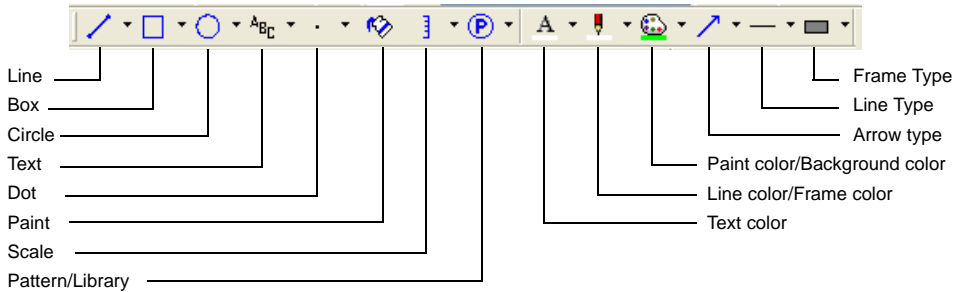 ABC
P
A
Line
Box
Circle
Text
Dot
Paint
Scale
Pattern/Library
Frame Type
Line Type
Arrow type
Paint color/Background color
Line color/Frame color
Text color